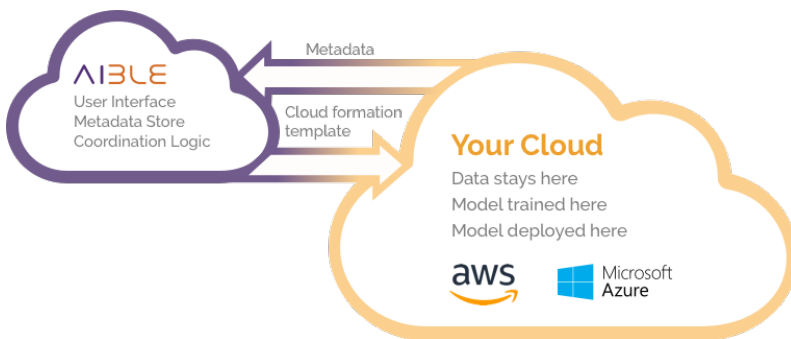 AIBLE
User Interface
Metadata Store
Coordination Logic
Metadata
Cloud formation
template
Your Cloud
Data stays here
Model trained here
Model deployed here
aws
Microsoft
Azure